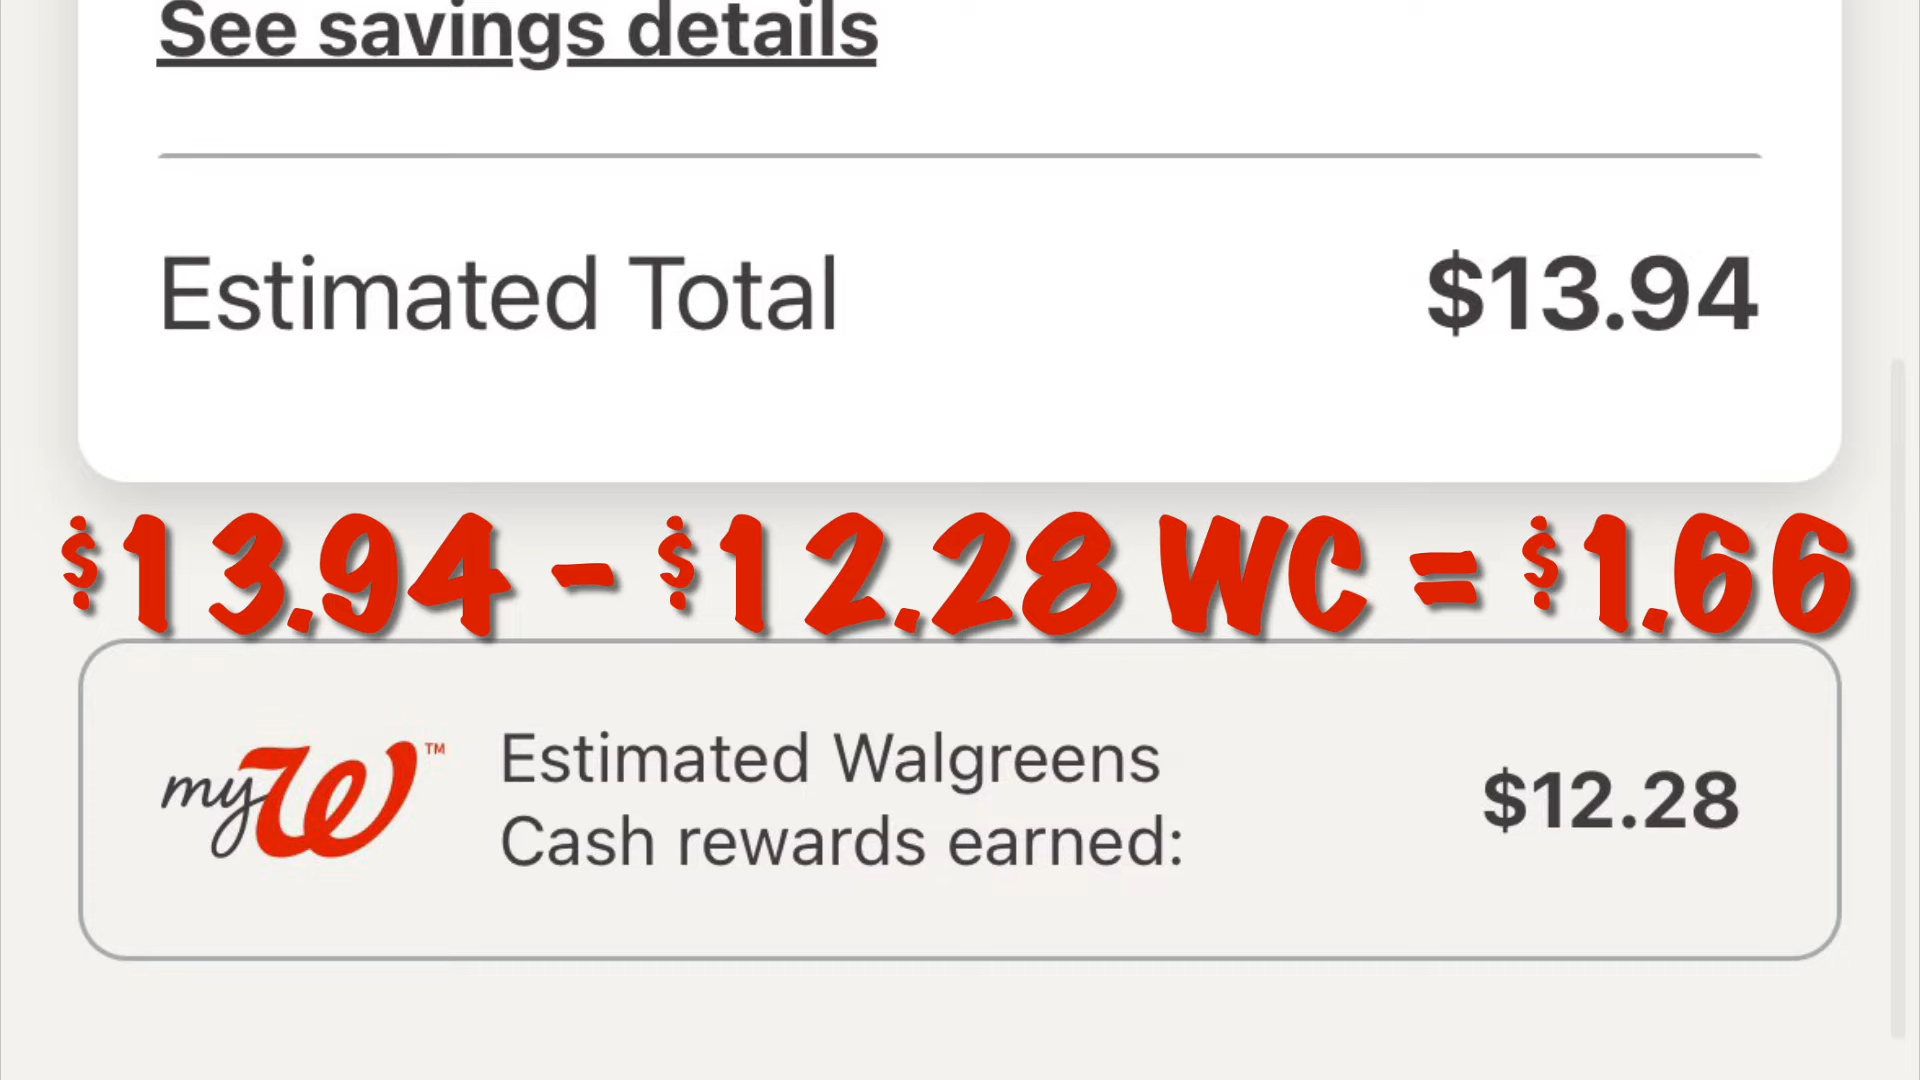 See savings details
Estimated Total $13.94
$13.94 - $12.28 WC = $1.66
myW™ Estimated Walgreens
Cash rewards earned: $12.28